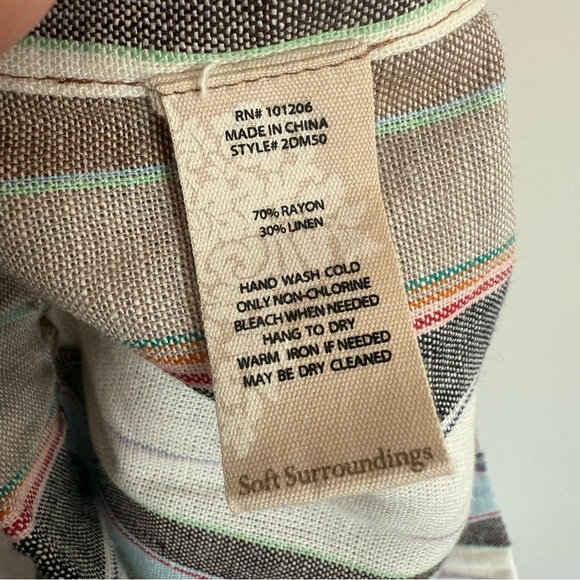 RN# 101206
MADE IN CHINA
STYLE# 2DM50
70% RAYON
30% LINEN
HAND WASH COLD
ONLY NON-CHLORINE
BLEACH WHEN NEEDED
HANG TO DRY
WARM IRON IF NEEDED
MAY BE DRY CLEANED
Soft Surroundings